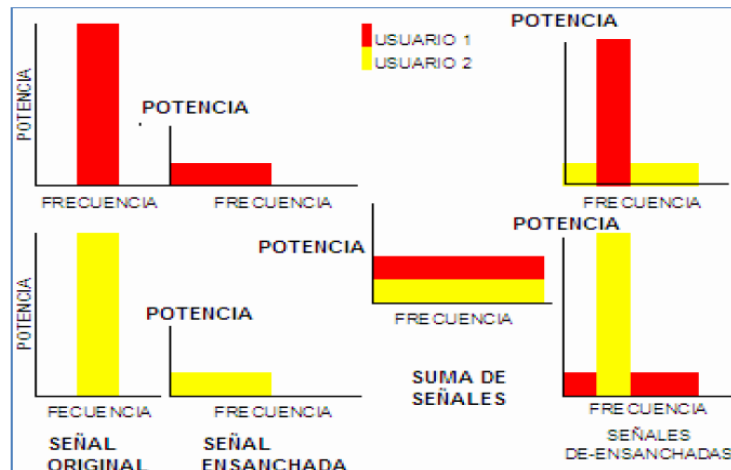 POTENCIA
FRECUENCIA
POTENCIA
FRECUENCIA
USUARIO 1
USUARIO 2
POTENCIA
FRECUENCIA
POTENCIA
FECUENCIA
SEÑAL
ORIGINAL
POTENCIA
FRECUENCIA
SEÑAL
ENSANCHADA
POTENCIA
FRECUENCIA
SUMA DE
SEÑALES
POTENCIA
FRECUENCIA
SEÑALES
DE-ENSANCHADAS